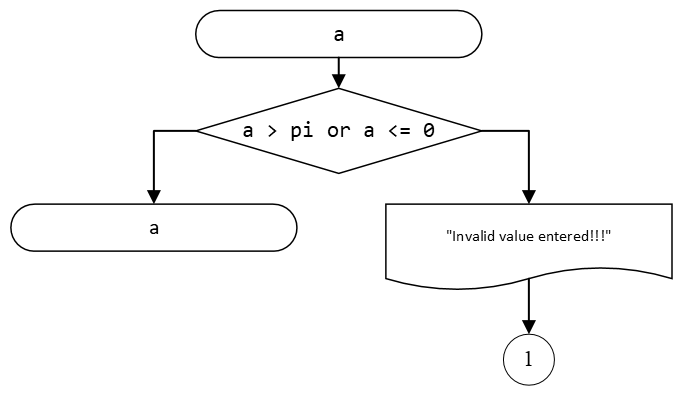 a
a > pi or a <= 0
a
"Invalid value entered!!!"
1